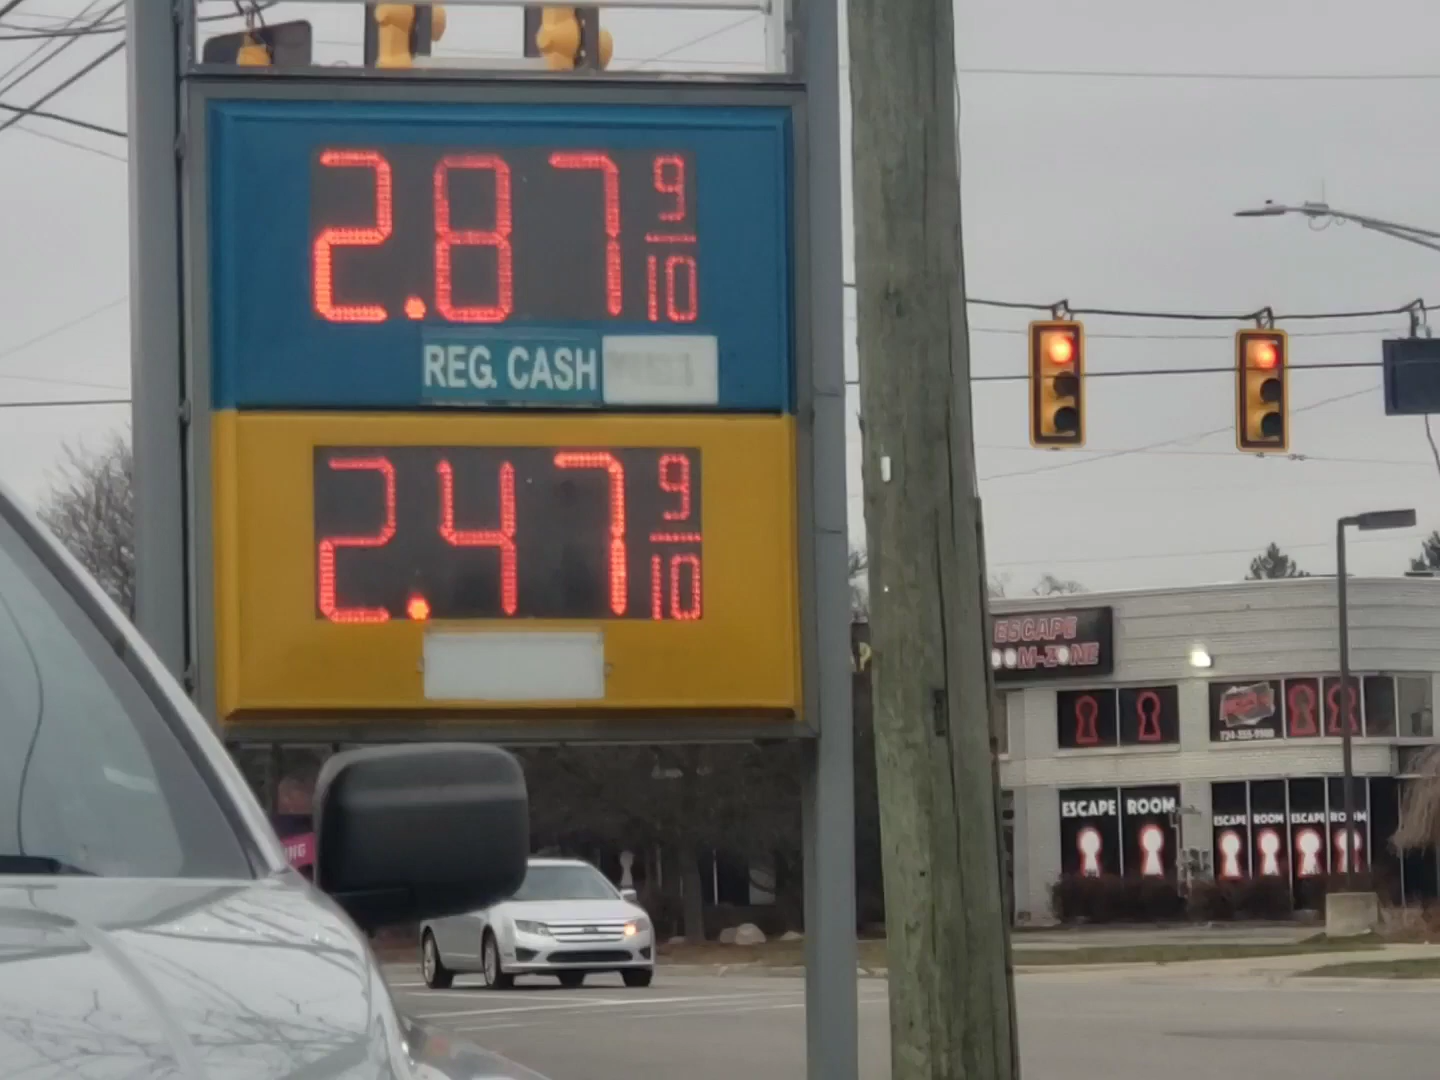 2.87 9/10
REG. CASH
2.47 9/10
ESCAPE
ROOM-ZONE
ESCAPE ROOM
ESCAPE ROOM ESCAPE ROOM